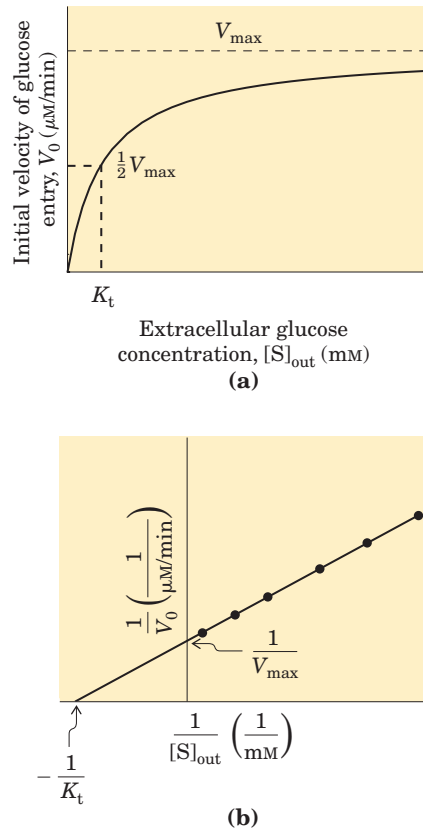 Initial velocity of glucose
entry, V₀ (μM/min)
Vmax
½Vmax
Kt
Extracellular glucose
concentration, [S]out (mM)
(a)
1/V₀ (1/μM/min)
1/Vmax
1/[S]out (1/mM)
– 1/Kt
(b)